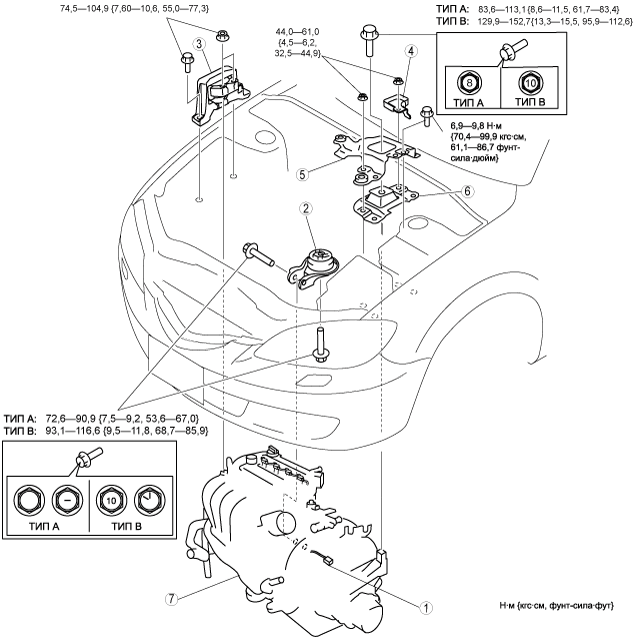 74,5—104,9 {7,60—10,6, 55,0—77,3}
ТИП A: 83,6—113,1 {8,6—11,5, 61,7—83,4}
ТИП B: 129,9—152,7{13,3—15,5, 95,9—112,6}
44,0—61,0
{4,5—6,2,
32,5—44,9}
3
4
8
10
ТИП A
ТИП B
6,9—9,8 Н·м
{70,4—99,9 кгс·см,
61,1—86,7 фунт-
сила·дюйм}
5
6
2
ТИП A: 72,6—90,9 {7,5—9,2, 53,6—67,0}
ТИП B: 93,1—116,6 {9,5—11,8, 68,7—85,9}
10
ТИП A
ТИП B
7
1
Н·м {кгс·см, фунт-сила·фут}